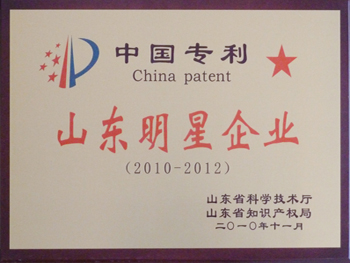 中国专利
China patent
山东明星企业
(2010-2012)
山东省科学技术厅
山东省知识产权局
二〇一〇年十一月